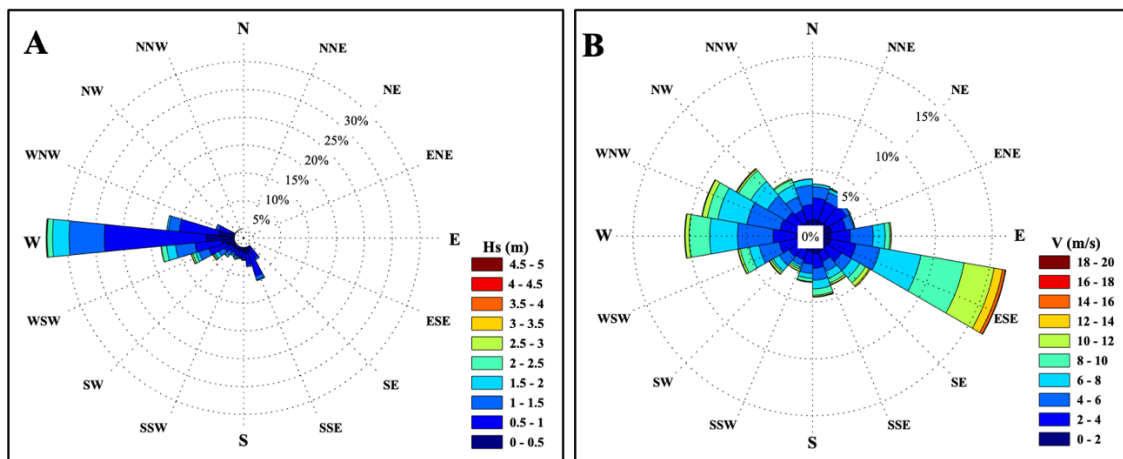 A
N
NNW
NNE
NW
NE
30%
25%
WNW
20%
ENE
15%
10%
5%
W
E
Hs (m)
4.5 - 5
4 - 4.5
3.5 - 4
3 - 3.5
2.5 - 3
2 - 2.5
1.5 - 2
1 - 1.5
0.5 - 1
0 - 0.5
WSW
ESE
SW
SE
SSW
SSE
S
B
N
NNW
NNE
NW
NE
15%
WNW
10%
ENE
5%
W
0%
E
V (m/s)
18 - 20
16 - 18
14 - 16
12 - 14
10 - 12
8 - 10
6 - 8
4 - 6
2 - 4
0 - 2
WSW
ESE
SW
SE
SSW
SSE
S